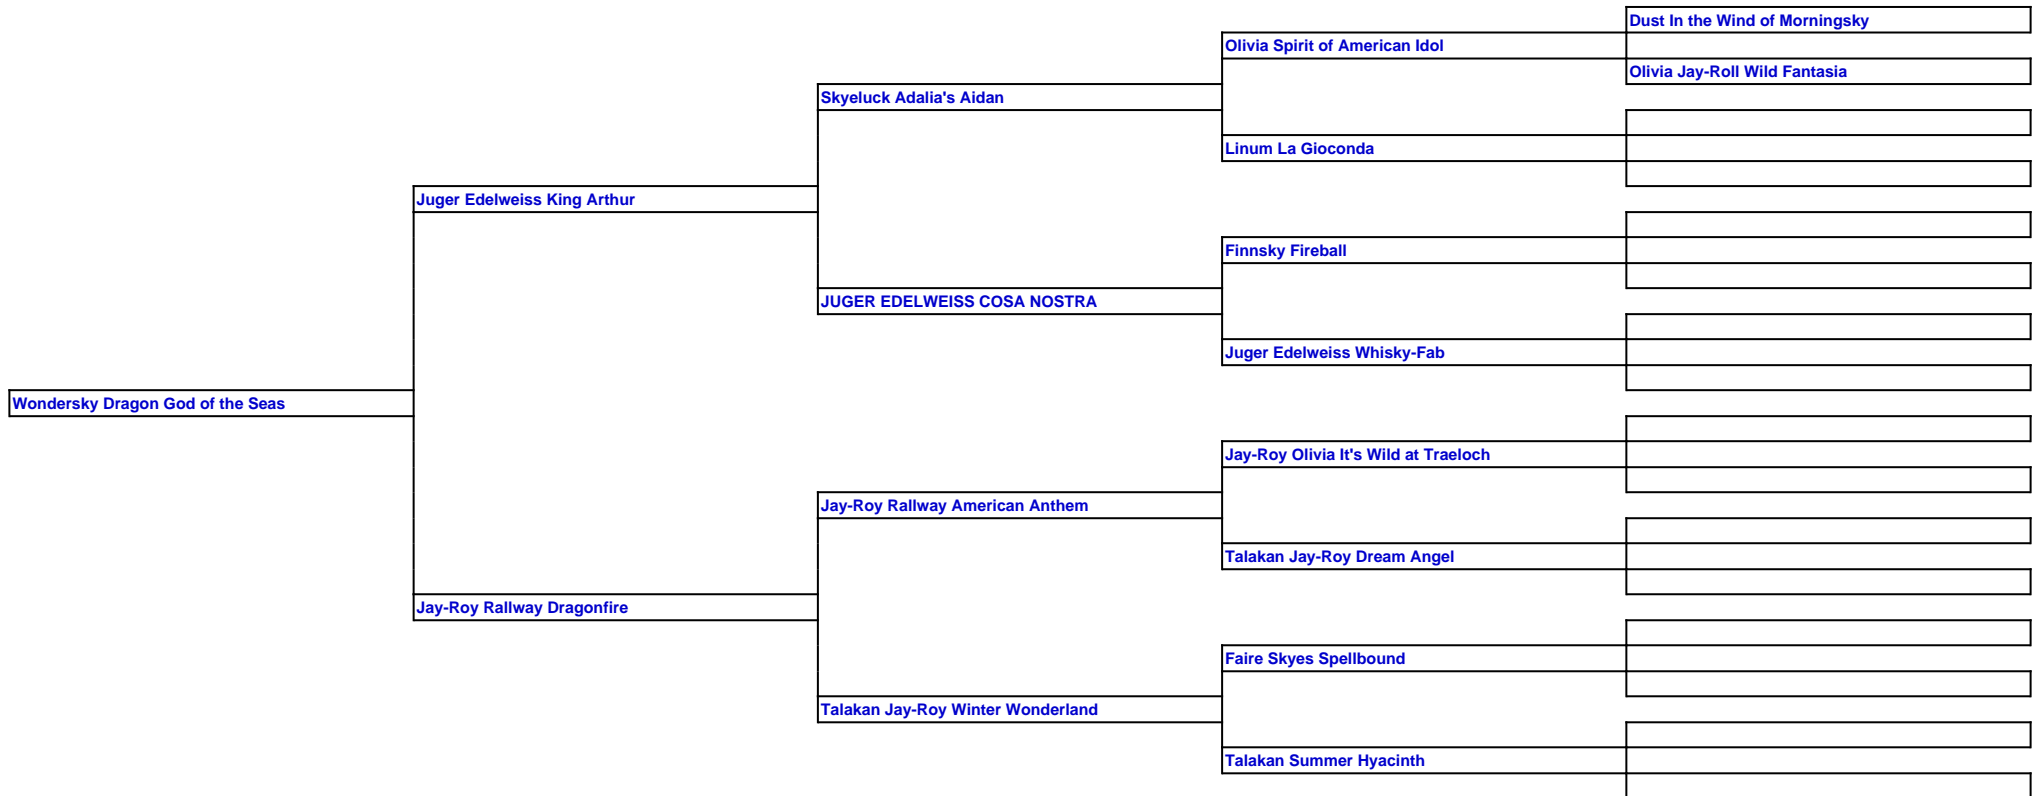 Dust In the Wind of Morningsky
Olivia Spirit of American Idol
Olivia Jay-Roll Wild Fantasia
Skyeluck Adalia's Aidan
Linum La Gioconda
Juger Edelweiss King Arthur
Finnsky Fireball
JUGER EDELWEISS COSA NOSTRA
Juger Edelweiss Whisky-Fab
Wondersky Dragon God of the Seas
Jay-Roy Olivia It's Wild at Traeloch
Jay-Roy Rallway American Anthem
Talakan Jay-Roy Dream Angel
Jay-Roy Rallway Dragonfire
Faire Skyes Spellbound
Talakan Jay-Roy Winter Wonderland
Talakan Summer Hyacinth